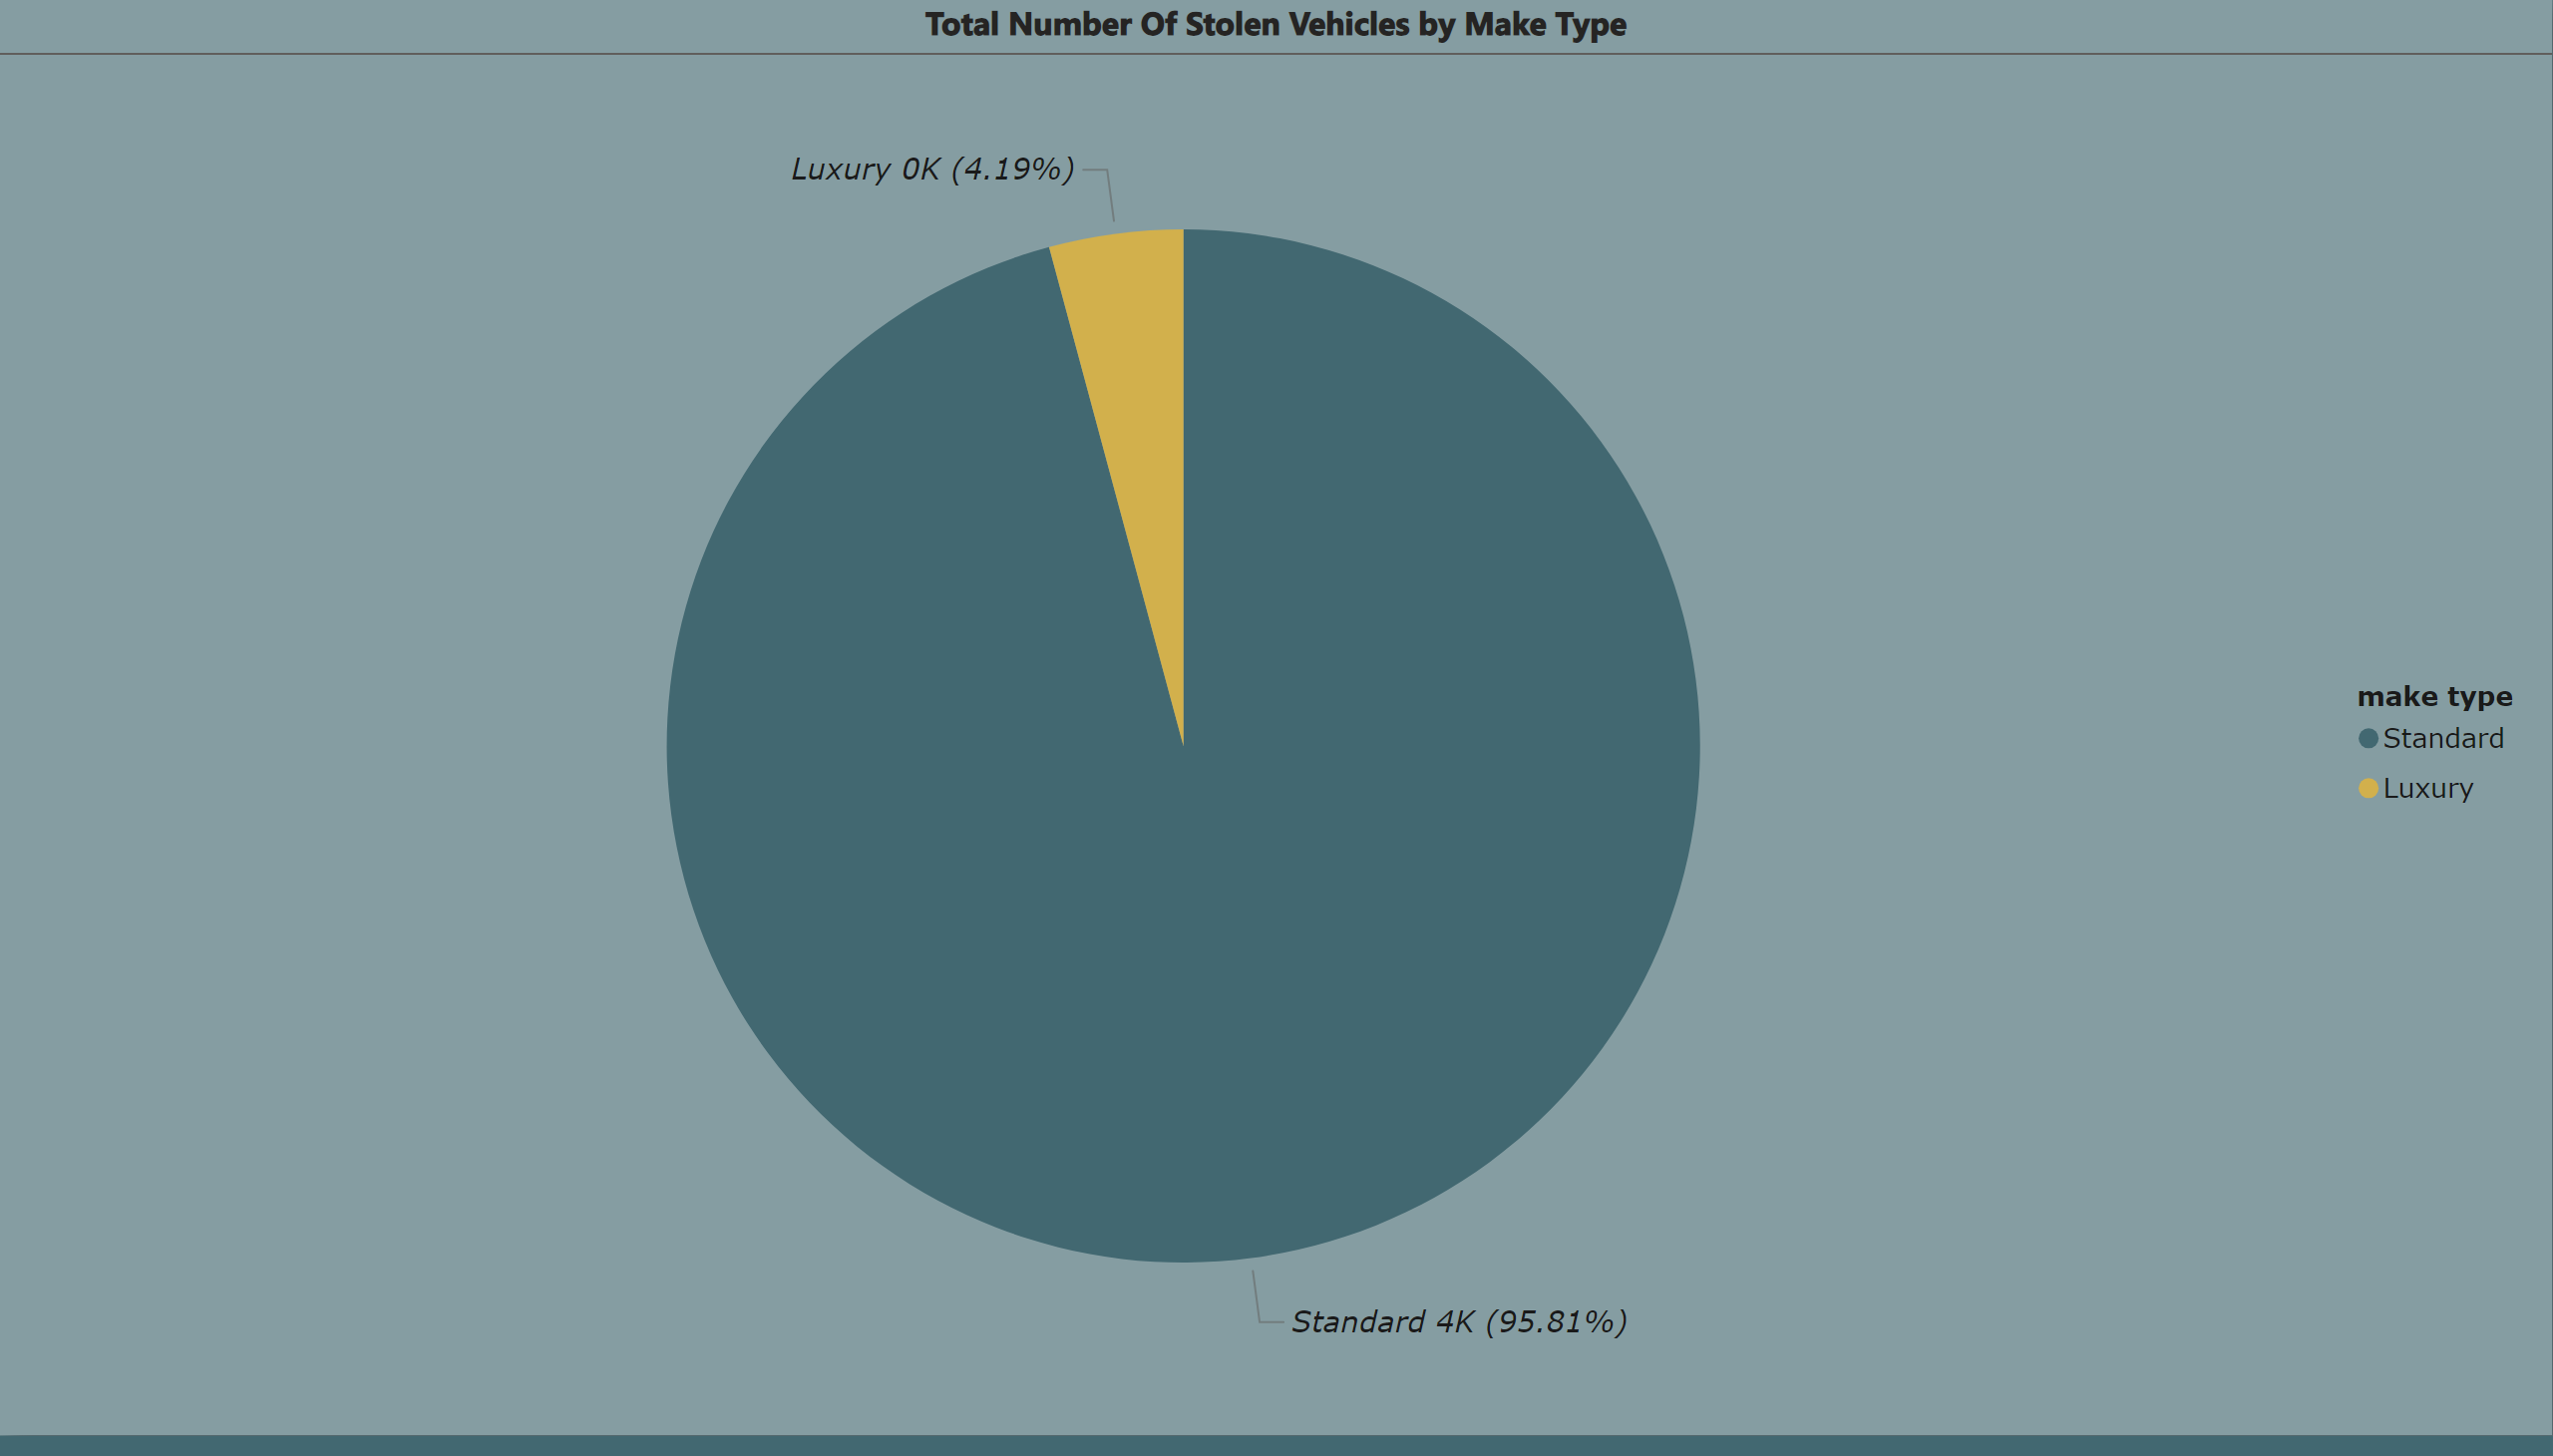 Total Number Of Stolen Vehicles by Make Type
Luxury 0K (4.19%)
make type
Standard
Luxury
Standard 4K (95.81%)